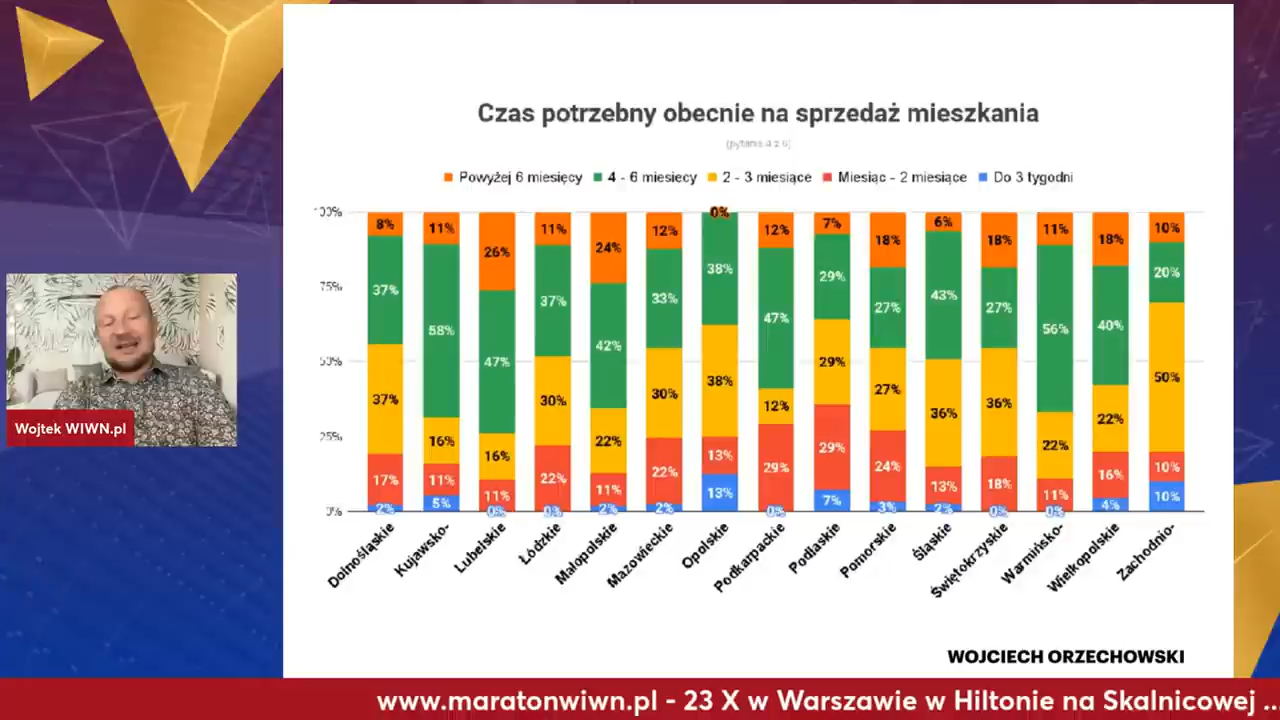 Czas potrzebny obecnie na sprzedaż mieszkania
(pytanie 4 z 6)
Powyżej 6 miesięcy 4 - 6 miesięcy 2 - 3 miesiące Miesiąc - 2 miesiące Do 3 tygodni
100%
75%
50%
25%
0%
8% 11% 26% 11% 24% 12% 0% 12% 7% 18% 6% 18% 11% 18% 10%
37% 58% 47% 37% 42% 33% 38% 47% 29% 27% 43% 27% 56% 40% 20%
37% 16% 16% 30% 22% 30% 38% 12% 29% 27% 36% 36% 22% 22% 50%
17% 11% 11% 22% 11% 22% 13% 29% 29% 24% 13% 18% 11% 16% 10%
2% 5% 0% 0% 2% 2% 13% 0% 7% 3% 2% 0% 0% 4% 10%
Dolnośląskie Kujawsko- Lubelskie Łódzkie Małopolskie Mazowieckie Opolskie Podkarpackie Podlaskie Pomorskie Śląskie Świętokrzyskie Warmińsko- Wielkopolskie Zachodnio-
Wojtek WIWN.pl
WOJCIECH ORZECHOWSKI
www.maratonwiwn.pl - 23 X w Warszawie w Hiltonie na Skalnicowej ...